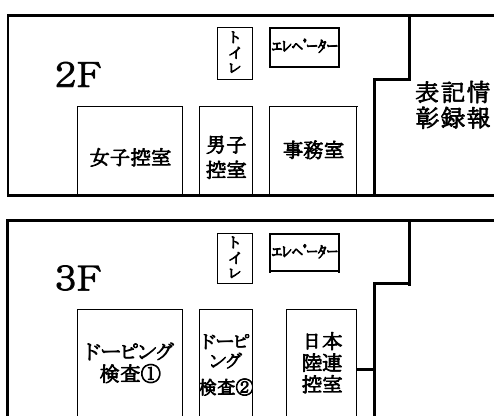 トイレ
エレベーター
2F
表記情
彰録報
女子控室
男子
控室
事務室
トイレ
エレベーター
3F
ドーピング
検査①
ドーピ
ング
検査②
日本
陸連
控室